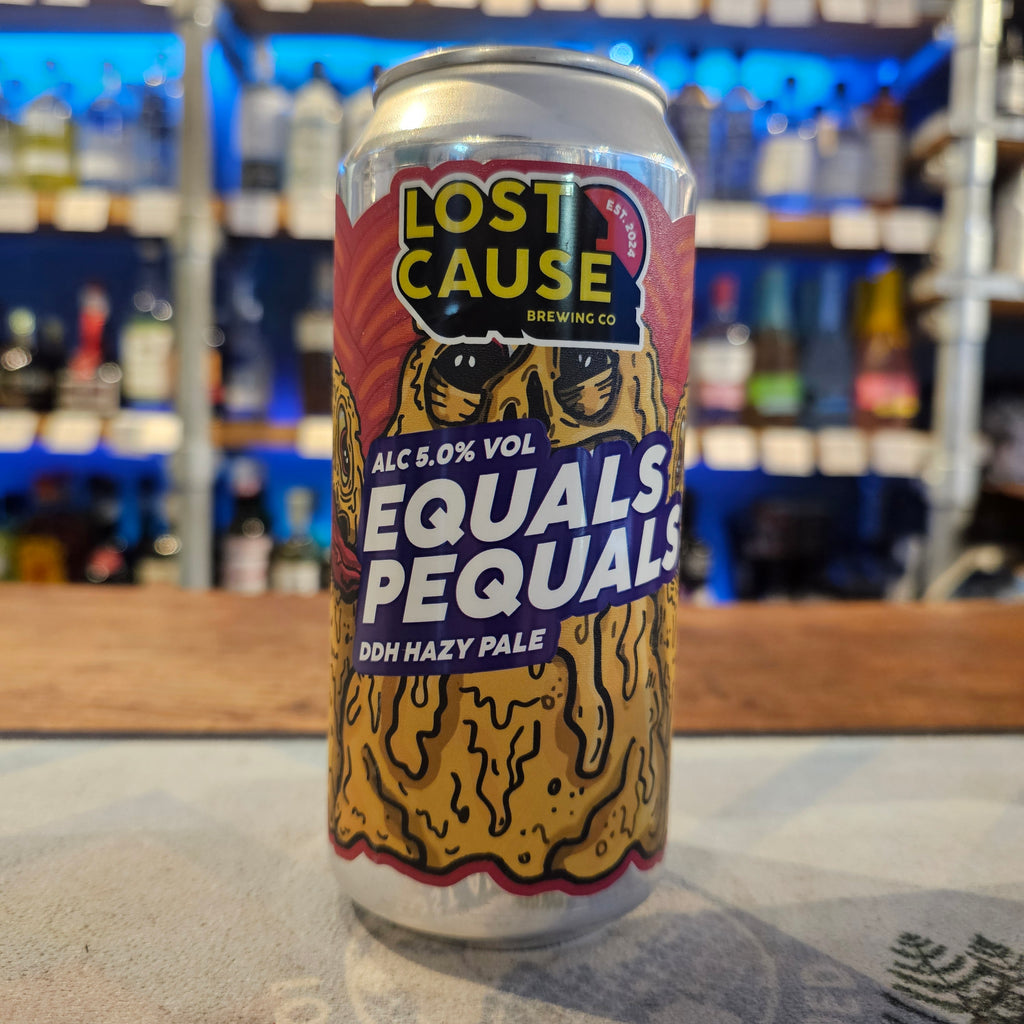 LOST
CAUSE
EST. 2024
BREWING CO
ALC 5.0% VOL
EQUALS
PEQUALS
DDH HAZY PALE